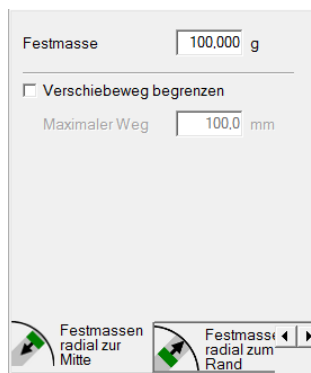 Festmasse 100,000 g
Verschiebeweg begrenzen
Maximaler Weg 100,0 mm
Festmassen
radial zur
Mitte
Festmasse
radial zum
Rand